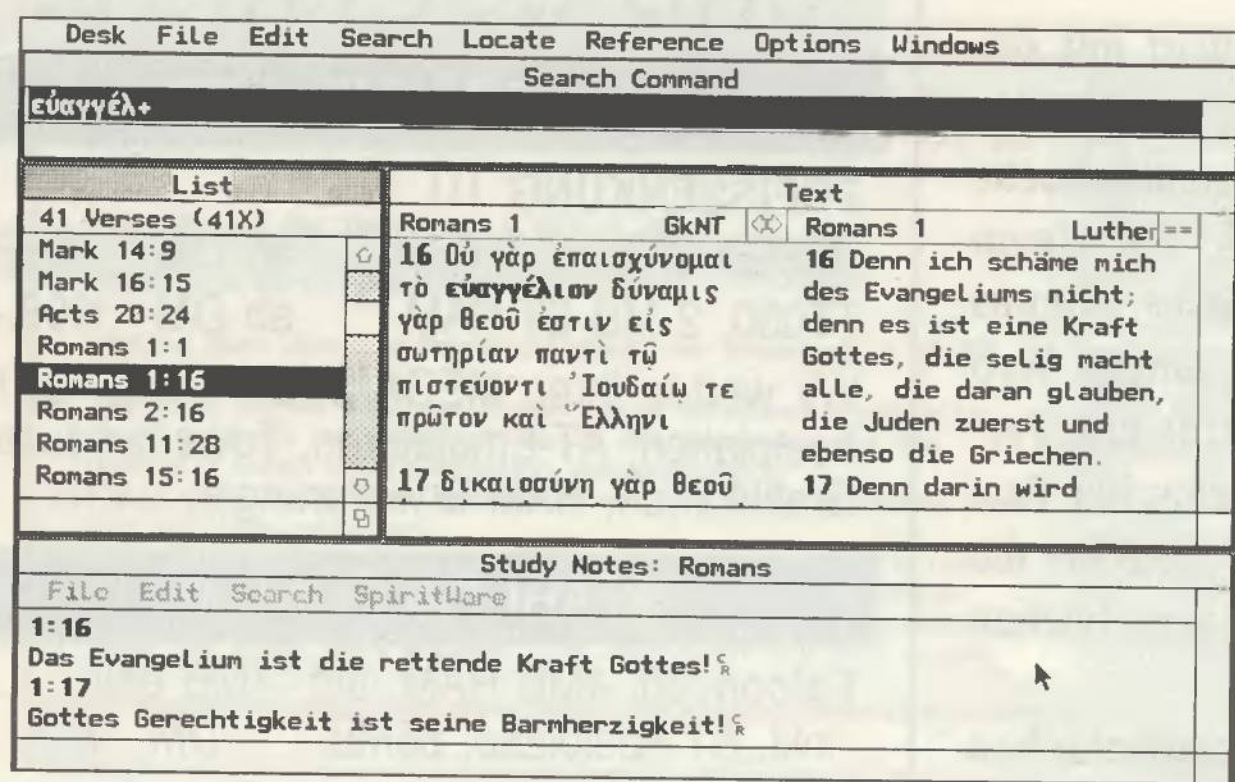 Desk File Edit Search Locate Reference Options Windows
Search Command
εὐαγγέλ+
List
41 Verses (41X)
Mark 14:9
Mark 16:15
Acts 20:24
Romans 1:1
Romans 1:16
Romans 2:16
Romans 11:28
Romans 15:16
Text
Romans 1 GkNT
16 Οὐ γὰρ ἐπαισχύνομαι
τὸ εὐαγγέλιον δύναμις
γὰρ θεοῦ ἐστιν εἰς
σωτηρίαν παντὶ τῷ
πιστεύοντι Ἰουδαίῳ τε
πρῶτον καὶ Ἕλληνι
17 δικαιοσύνη γὰρ θεοῦ
Romans 1 Luther ==
16 Denn ich schäme mich
des Evangeliums nicht;
denn es ist eine Kraft
Gottes, die selig macht
alle, die daran glauben,
die Juden zuerst und
ebenso die Griechen.
17 Denn darin wird
Study Notes: Romans
File Edit Search SpiritWare
1:16
Das Evangelium ist die rettende Kraft Gottes!
1:17
Gottes Gerechtigkeit ist seine Barmherzigkeit!